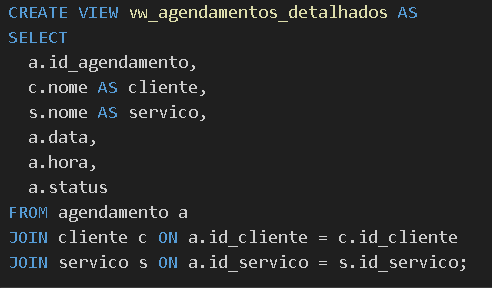 CREATE VIEW vw_agendamentos_detalhados AS
SELECT
  a.id_agendamento,
  c.nome AS cliente,
  s.nome AS servico,
  a.data,
  a.hora,
  a.status
FROM agendamento a
JOIN cliente c ON a.id_cliente = c.id_cliente
JOIN servico s ON a.id_servico = s.id_servico;